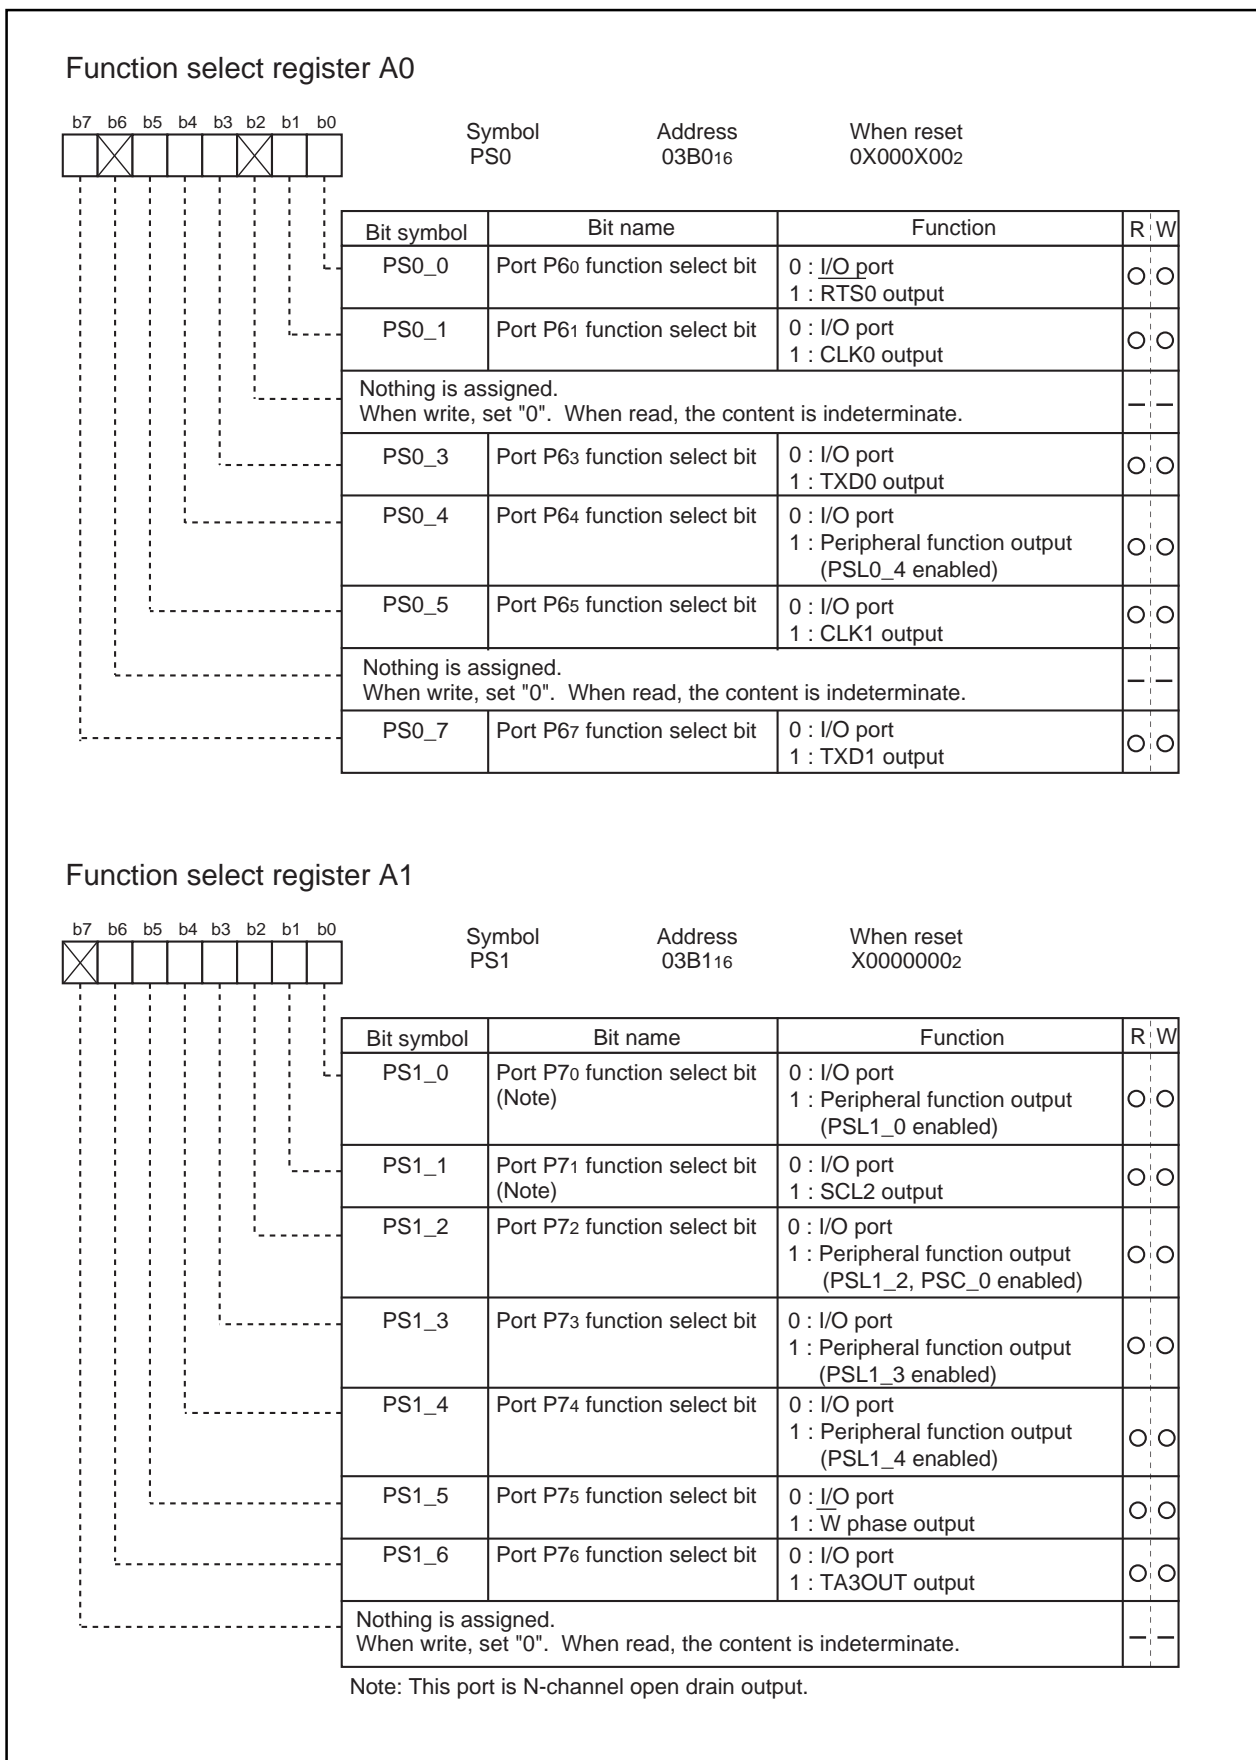 Function select register A0
b7 b6 b5 b4 b3 b2 b1 b0
Symbol Address When reset
PS0 03B016 0X000X002
Bit symbol Bit name Function R W
PS0_0 Port P60 function select bit 0 : I/O port
1 : RTS0 output
PS0_1 Port P61 function select bit 0 : I/O port
1 : CLK0 output
Nothing is assigned.
When write, set "0". When read, the content is indeterminate.
PS0_3 Port P63 function select bit 0 : I/O port
1 : TXD0 output
PS0_4 Port P64 function select bit 0 : I/O port
1 : Peripheral function output
(PSL0_4 enabled)
PS0_5 Port P65 function select bit 0 : I/O port
1 : CLK1 output
Nothing is assigned.
When write, set "0". When read, the content is indeterminate.
PS0_7 Port P67 function select bit 0 : I/O port
1 : TXD1 output
Function select register A1
b7 b6 b5 b4 b3 b2 b1 b0
Symbol Address When reset
PS1 03B116 X00000002
Bit symbol Bit name Function R W
PS1_0 Port P70 function select bit 0 : I/O port
(Note) 1 : Peripheral function output
(PSL1_0 enabled)
PS1_1 Port P71 function select bit 0 : I/O port
(Note) 1 : SCL2 output
PS1_2 Port P72 function select bit 0 : I/O port
1 : Peripheral function output
(PSL1_2, PSC_0 enabled)
PS1_3 Port P73 function select bit 0 : I/O port
1 : Peripheral function output
(PSL1_3 enabled)
PS1_4 Port P74 function select bit 0 : I/O port
1 : Peripheral function output
(PSL1_4 enabled)
PS1_5 Port P75 function select bit 0 : I/O port
1 : W phase output
PS1_6 Port P76 function select bit 0 : I/O port
1 : TA3OUT output
Nothing is assigned.
When write, set "0". When read, the content is indeterminate.
Note: This port is N-channel open drain output.